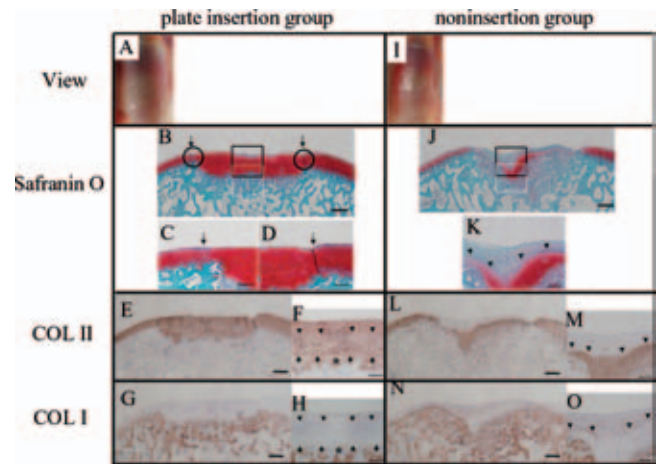 plate insertion group
noninsertion group
View
A
I
Safranin O
B
J
C
D
K
COL II
E
F
L
M
COL I
G
H
N
O